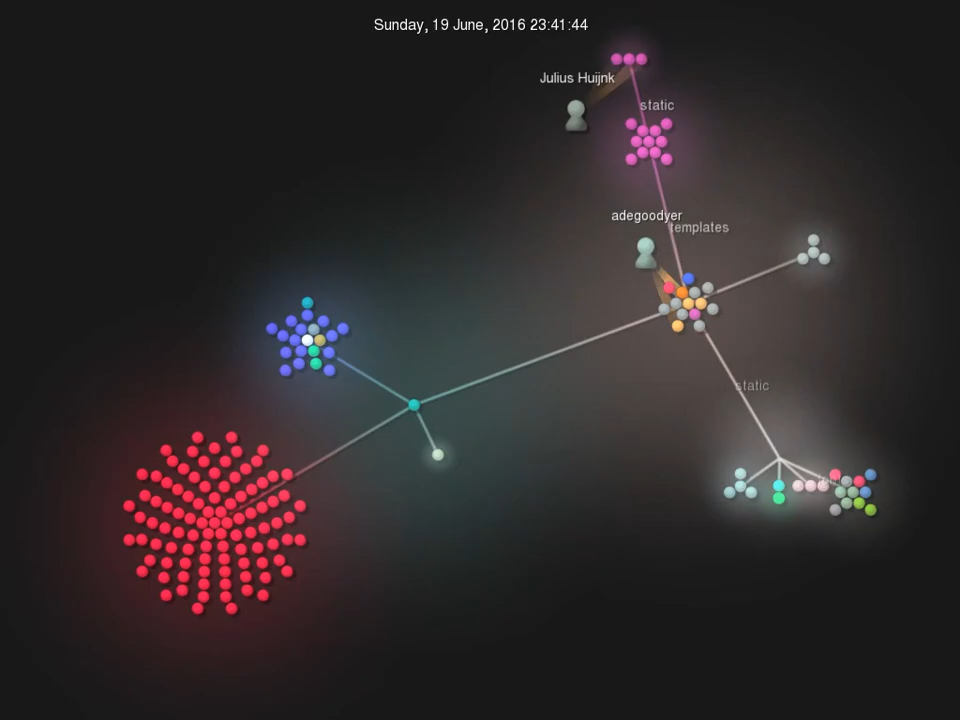 Sunday, 19 June, 2016 23:41:44
Julius Huijnk
static
adegoodyer
templates
static